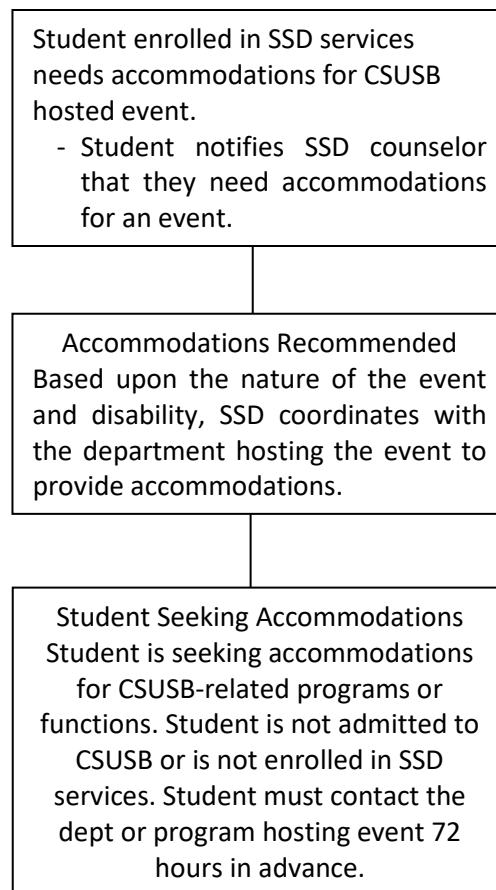 Student enrolled in SSD services
needs accommodations for CSUSB
hosted event.
- Student notifies SSD counselor
that they need accommodations
for an event.
Accommodations Recommended
Based upon the nature of the event
and disability, SSD coordinates with
the department hosting the event to
provide accommodations.
Student Seeking Accommodations
Student is seeking accommodations
for CSUSB-related programs or
functions. Student is not admitted to
CSUSB or is not enrolled in SSD
services. Student must contact the
dept or program hosting event 72
hours in advance.